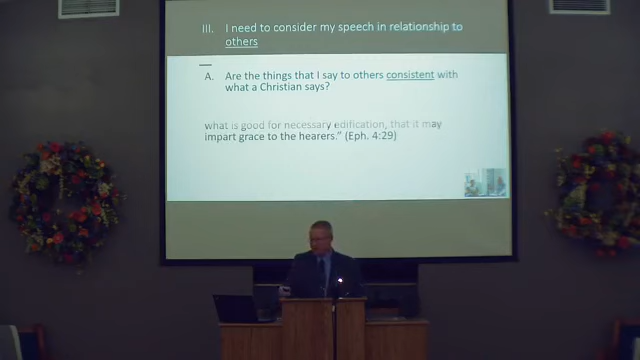 III. I need to consider my speech in relationship to
others
A. Are the things that I say to others consistent with
what a Christian says?
what is good for necessary edification, that it may
impart grace to the hearers.” (Eph. 4:29)